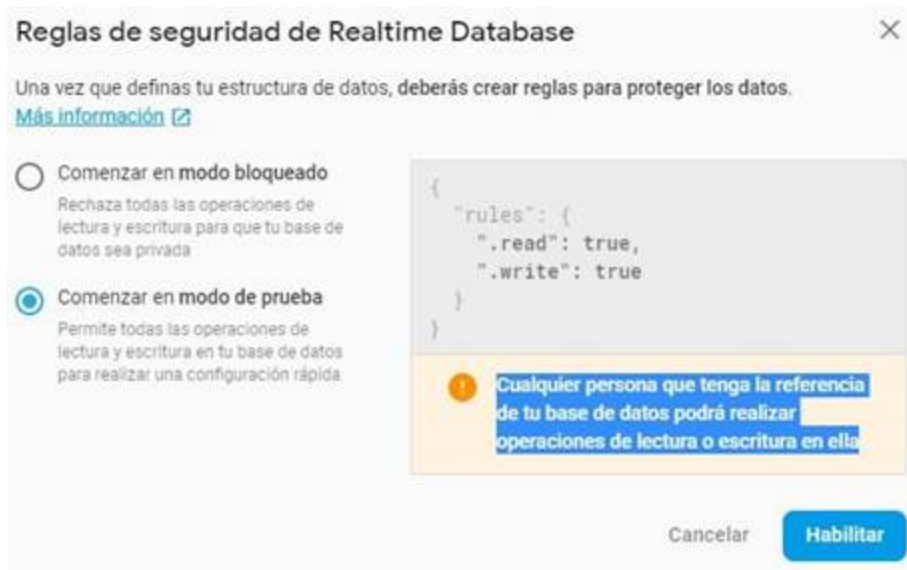 Reglas de seguridad de Realtime Database
Una vez que definas tu estructura de datos, deberás crear reglas para proteger los datos.
Más información
Comenzar en modo bloqueado
Rechaza todas las operaciones de
lectura y escritura para que tu base de
datos sea privada
Comenzar en modo de prueba
Permite todas las operaciones de
lectura y escritura en tu base de datos
para realizar una configuración rápida
{
"rules": {
".read": true,
".write": true
}
}
Cualquier persona que tenga la referencia
de tu base de datos podrá realizar
operaciones de lectura o escritura en ella
Cancelar
Habilitar